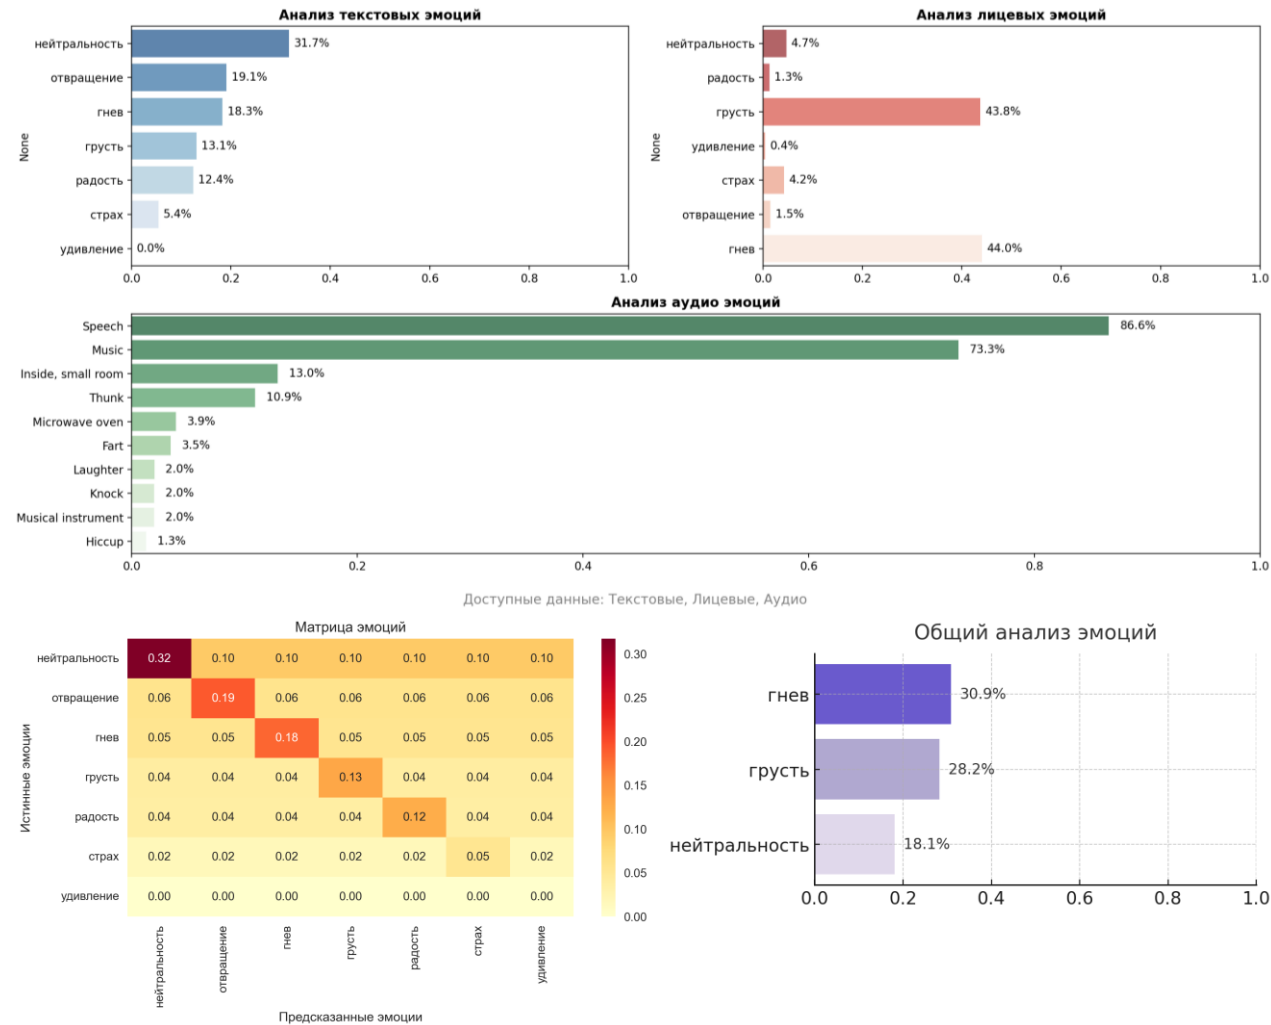 Анализ текстовых эмоций
None
нейтральность 31.7%
отвращение 19.1%
гнев 18.3%
грусть 13.1%
радость 12.4%
страх 5.4%
удивление 0.0%
0.0 0.2 0.4 0.6 0.8 1.0
Анализ лицевых эмоций
None
нейтральность 4.7%
радость 1.3%
грусть 43.8%
удивление 0.4%
страх 4.2%
отвращение 1.5%
гнев 44.0%
0.0 0.2 0.4 0.6 0.8 1.0
Анализ аудио эмоций
Speech 86.6%
Music 73.3%
Inside, small room 13.0%
Thunk 10.9%
Microwave oven 3.9%
Fart 3.5%
Laughter 2.0%
Knock 2.0%
Musical instrument 2.0%
Hiccup 1.3%
0.0 0.2 0.4 0.6 0.8 1.0
Доступные данные: Текстовые, Лицевые, Аудио
Матрица эмоций
Истинные эмоции
нейтральность 0.32 0.10 0.10 0.10 0.10 0.10 0.10
отвращение 0.06 0.19 0.06 0.06 0.06 0.06 0.06
гнев 0.05 0.05 0.18 0.05 0.05 0.05 0.05
грусть 0.04 0.04 0.04 0.13 0.04 0.04 0.04
радость 0.04 0.04 0.04 0.04 0.12 0.04 0.04
страх 0.02 0.02 0.02 0.02 0.02 0.05 0.02
удивление 0.00 0.00 0.00 0.00 0.00 0.00 0.00
нейтральность отвращение гнев грусть радость страх удивление
Предсказанные эмоции
0.30
0.25
0.20
0.15
0.10
0.05
0.00
Общий анализ эмоций
гнев 30.9%
грусть 28.2%
нейтральность 18.1%
0.0 0.2 0.4 0.6 0.8 1.0